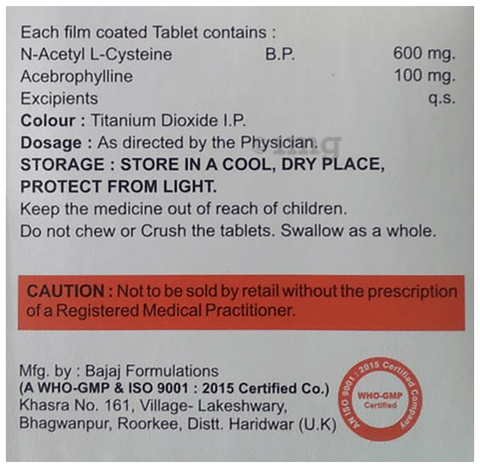 Each film coated Tablet contains :
N-Acetyl L-Cysteine B.P. 600 mg.
Acebrophylline 100 mg.
Excipients q.s.
Colour : Titanium Dioxide I.P.
Dosage : As directed by the Physician.
1mg
STORAGE : STORE IN A COOL, DRY PLACE,
PROTECT FROM LIGHT.
Keep the medicine out of reach of children.
Do not chew or Crush the tablets. Swallow as a whole.
CAUTION : Not to be sold by retail without the prescription
of a Registered Medical Practitioner.
Mfg. by : Bajaj Formulations
(A WHO-GMP & ISO 9001 : 2015 Certified Co.)
Khasra No. 161, Village- Lakeshwary,
Bhagwanpur, Roorkee, Distt. Haridwar (U.K)
AN ISO 9001 : 2015 Certified Company
WHO-GMP
Certified